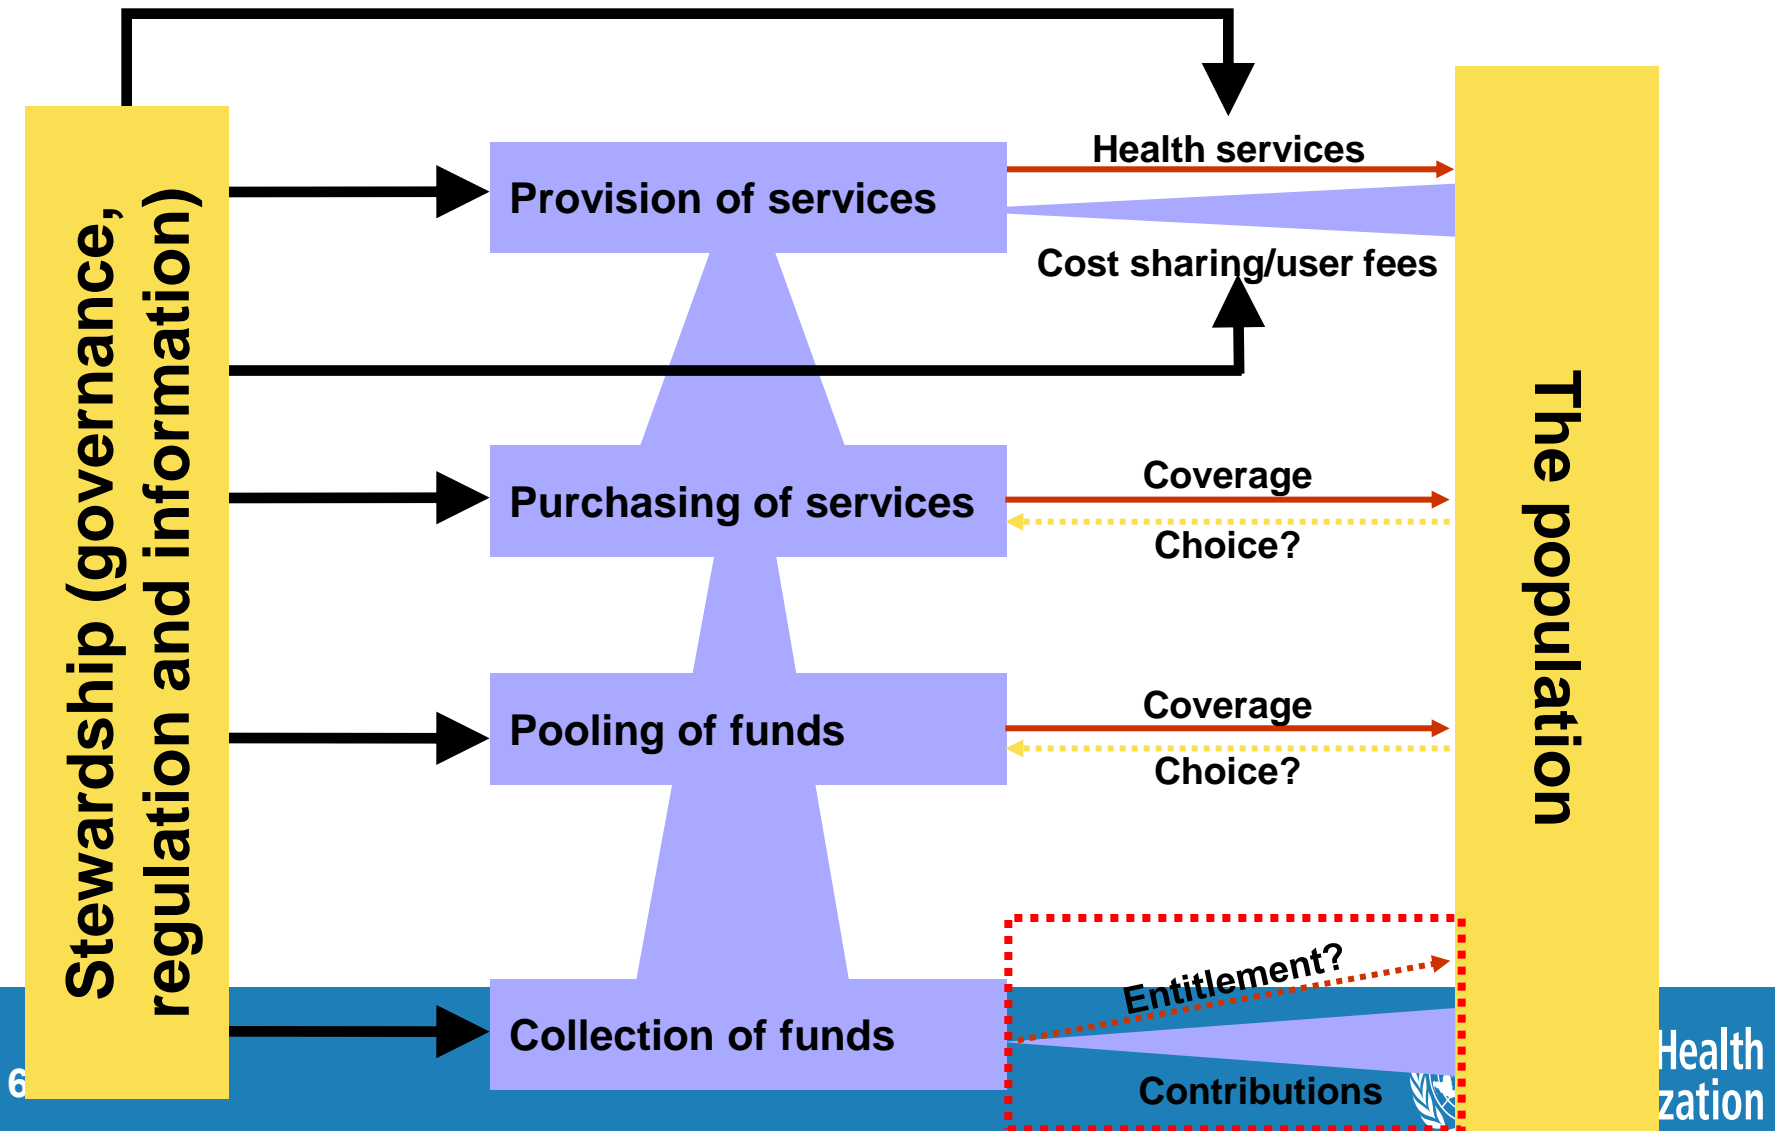 Stewardship (governance,
regulation and information)
Health services
Provision of services
Cost sharing/user fees
Coverage
Purchasing of services
Choice?
Coverage
Pooling of funds
Choice?
Entitlement?
Collection of funds
Contributions
The population
6
Health
zation